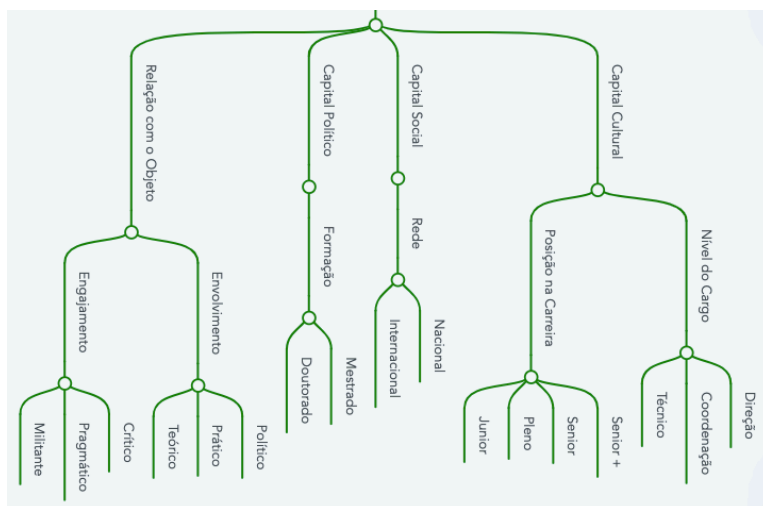 Relação com o Objeto
Capital Político
Capital Social
Capital Cultural
Engajamento
Envolvimento
Formação
Rede
Posição na Carreira
Nível do Cargo
Militante
Pragmático
Crítico
Teórico
Prático
Político
Doutorado
Mestrado
Internacional
Nacional
Junior
Pleno
Senior
Senior +
Técnico
Coordenação
Direção